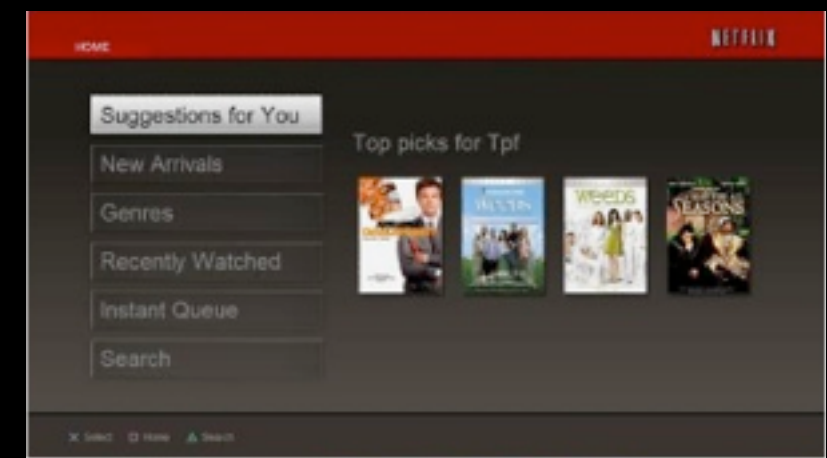 HOME
NETFLIX
Suggestions for You
New Arrivals
Genres
Recently Watched
Instant Queue
Search
Top picks for Tpf
Weeds
Weeds
SEASONS
X Select
Home
Search